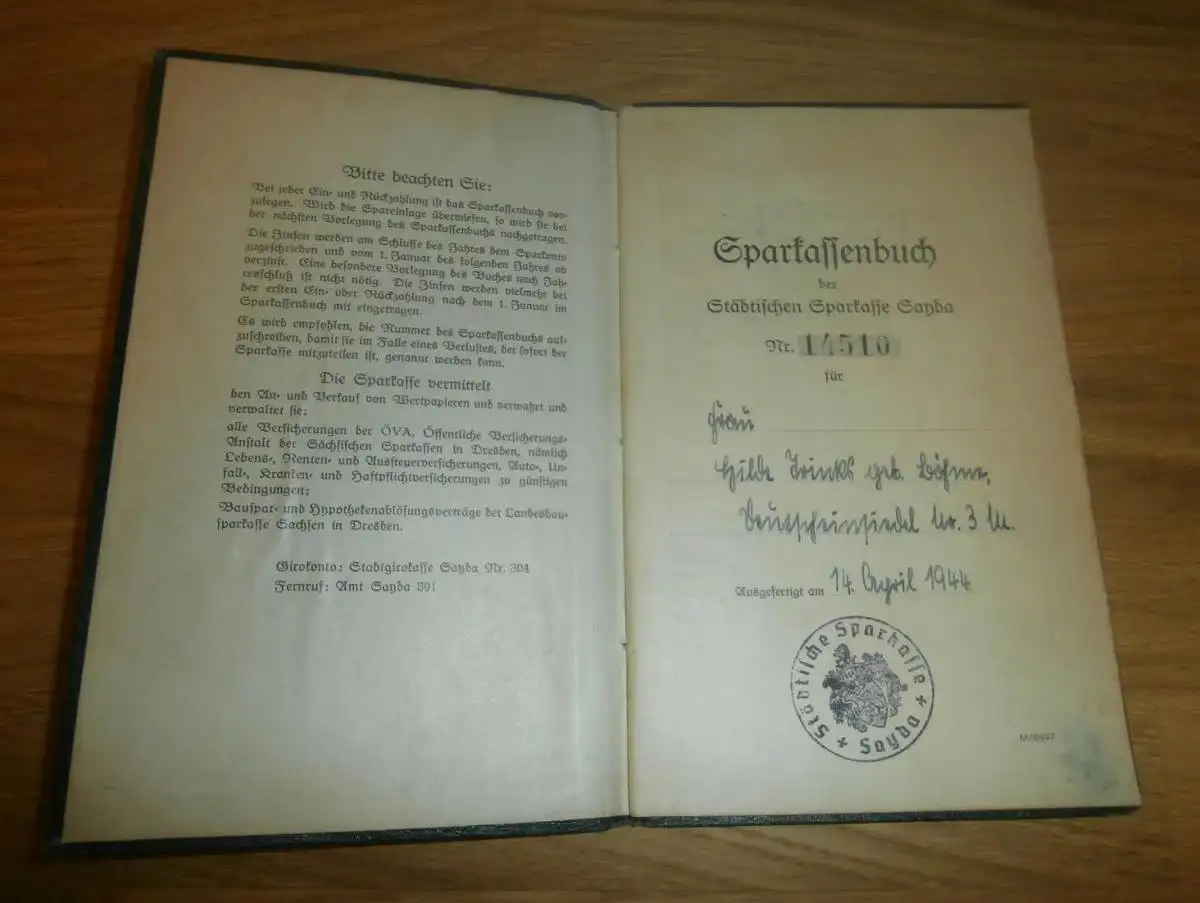 Bitte beachten Sie:
Bei jeder Ein- und Rückzahlung ist das Sparkassenbuch vor-
zulegen. Wird die Spareinlage überwiesen, so wird sie bei
der nächsten Vorlegung des Sparkassenbuchs nachgetragen.
Die Zinsen werden am Schlusse des Jahres dem Sparkonto
zugeschrieben und vom 1. Januar des folgenden Jahres ab
verzinst. Eine besondere Vorlegung des Buches nach Jah-
resschluß ist nicht nötig. Die Zinsen werden vielmehr bei
der ersten Ein- oder Rückzahlung nach dem 1. Januar im
Sparkassenbuch mit eingetragen.
Es wird empfohlen, die Nummer des Sparkassenbuchs auf-
zuschreiben, damit sie im Falle eines Verlustes, der sofort der
Sparkasse mitzuteilen ist, genannt werden kann.
Die Sparkasse vermittelt
den An- und Verkauf von Wertpapieren und verwahrt und
verwaltet sie;
alle Versicherungen der ÖVA, Öffentliche Versicherungs-
Anstalt der Sächsischen Sparkassen in Dresden, nämlich
Lebens-, Renten- und Aussteuerversicherungen, Auto-, Un-
fall-, Kranken- und Haftpflichtversicherungen zu günstigen
Bedingungen;
Bauspar- und Hypothekenablösungsverträge der Landesbau-
sparkasse Sachsen in Dresden.
Girokonto: Stadtgirokasse Sayda Nr. 304
Fernruf: Amt Sayda 391
Sparkassenbuch
der
Städtischen Sparkasse Sayda
Nr. 14510
für
Frau
Hilde Trinks geb. Böhme,
Deutscheinsiedel Nr. 3
Ausgefertigt am 14. April 1944
Städtische Sparkasse + Sayda +